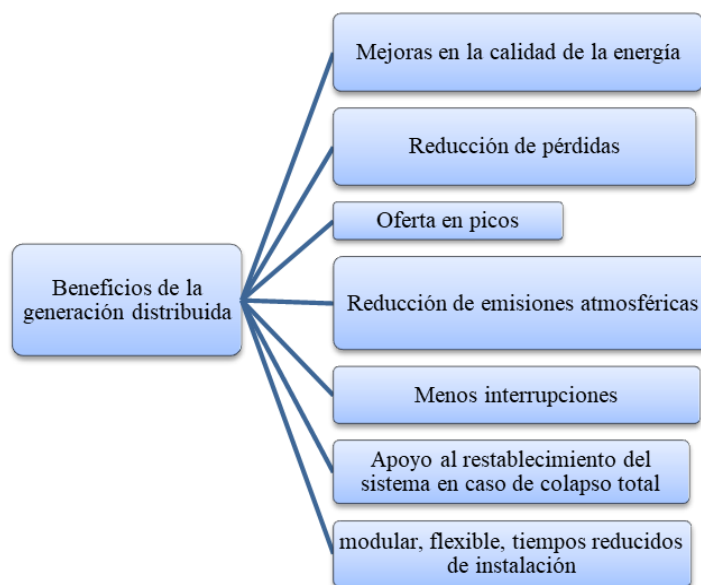 Mejoras en la calidad de la energía
Reducción de pérdidas
Oferta en picos
Beneficios de la
generación distribuida
Reducción de emisiones atmosféricas
Menos interrupciones
Apoyo al restablecimiento del
sistema en caso de colapso total
modular, flexible, tiempos reducidos
de instalación